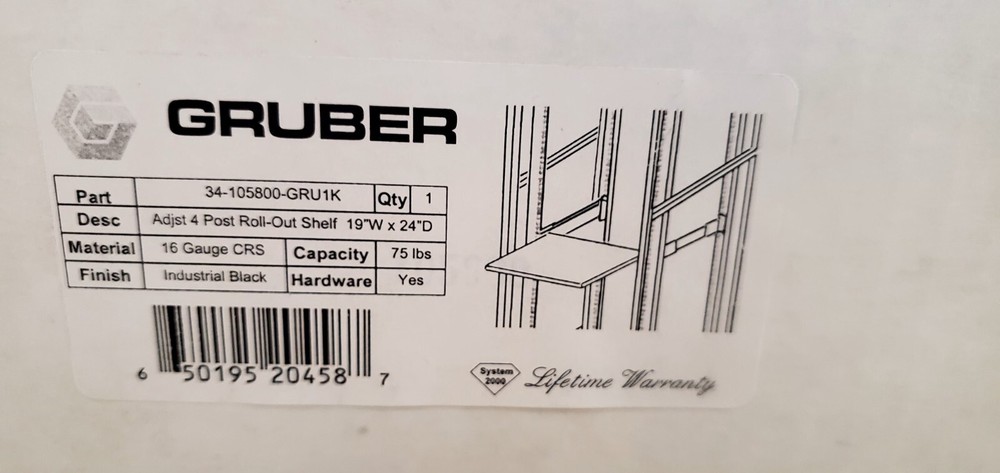 GRUBER
Part 34-105800-GRU1K Qty 1
Desc Adjst 4 Post Roll-Out Shelf 19"W x 24"D
Material 16 Gauge CRS Capacity 75 lbs
Finish Industrial Black Hardware Yes
6 50195 20458 7
System 2000 Lifetime Warranty